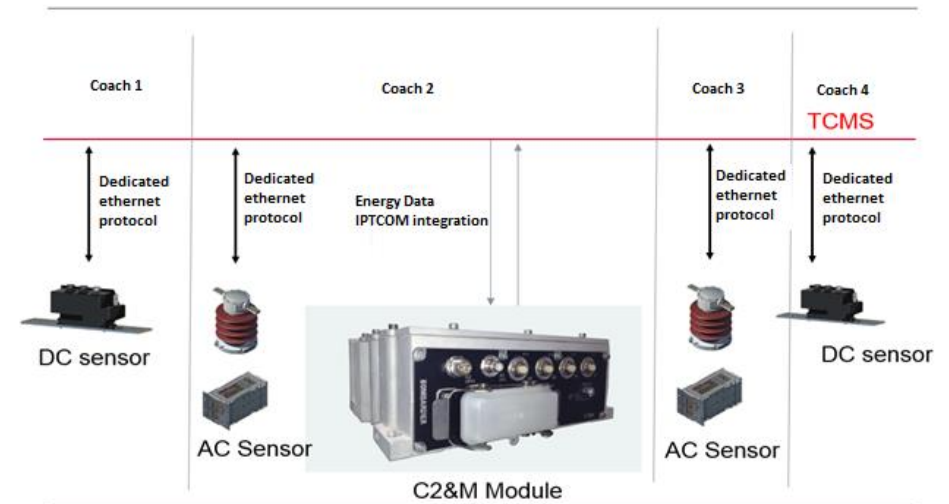 Coach 1
Coach 2
Coach 3
Coach 4
TCMS
Dedicated
ethernet
protocol
Dedicated
ethernet
protocol
Energy Data
IPTCOM integration
Dedicated
ethernet
protocol
Dedicated
ethernet
protocol
DC sensor
AC Sensor
BOMBARDIER
C2&M Module
AC Sensor
DC sensor